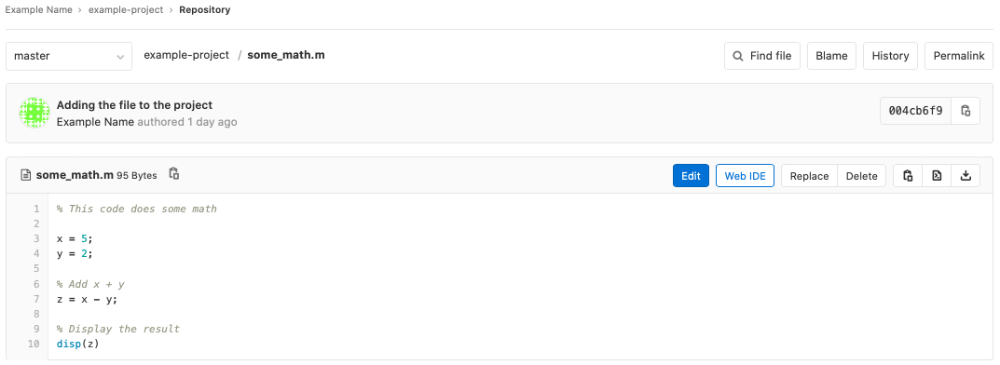 Example Name > example-project > Repository
master example-project / some_math.m Find file Blame History Permalink
Adding the file to the project
Example Name authored 1 day ago 004cb6f9
some_math.m 95 Bytes Edit Web IDE Replace Delete
1 % This code does some math
2
3 x = 5;
4 y = 2;
5
6 % Add x + y
7 z = x - y;
8
9 % Display the result
10 disp(z)